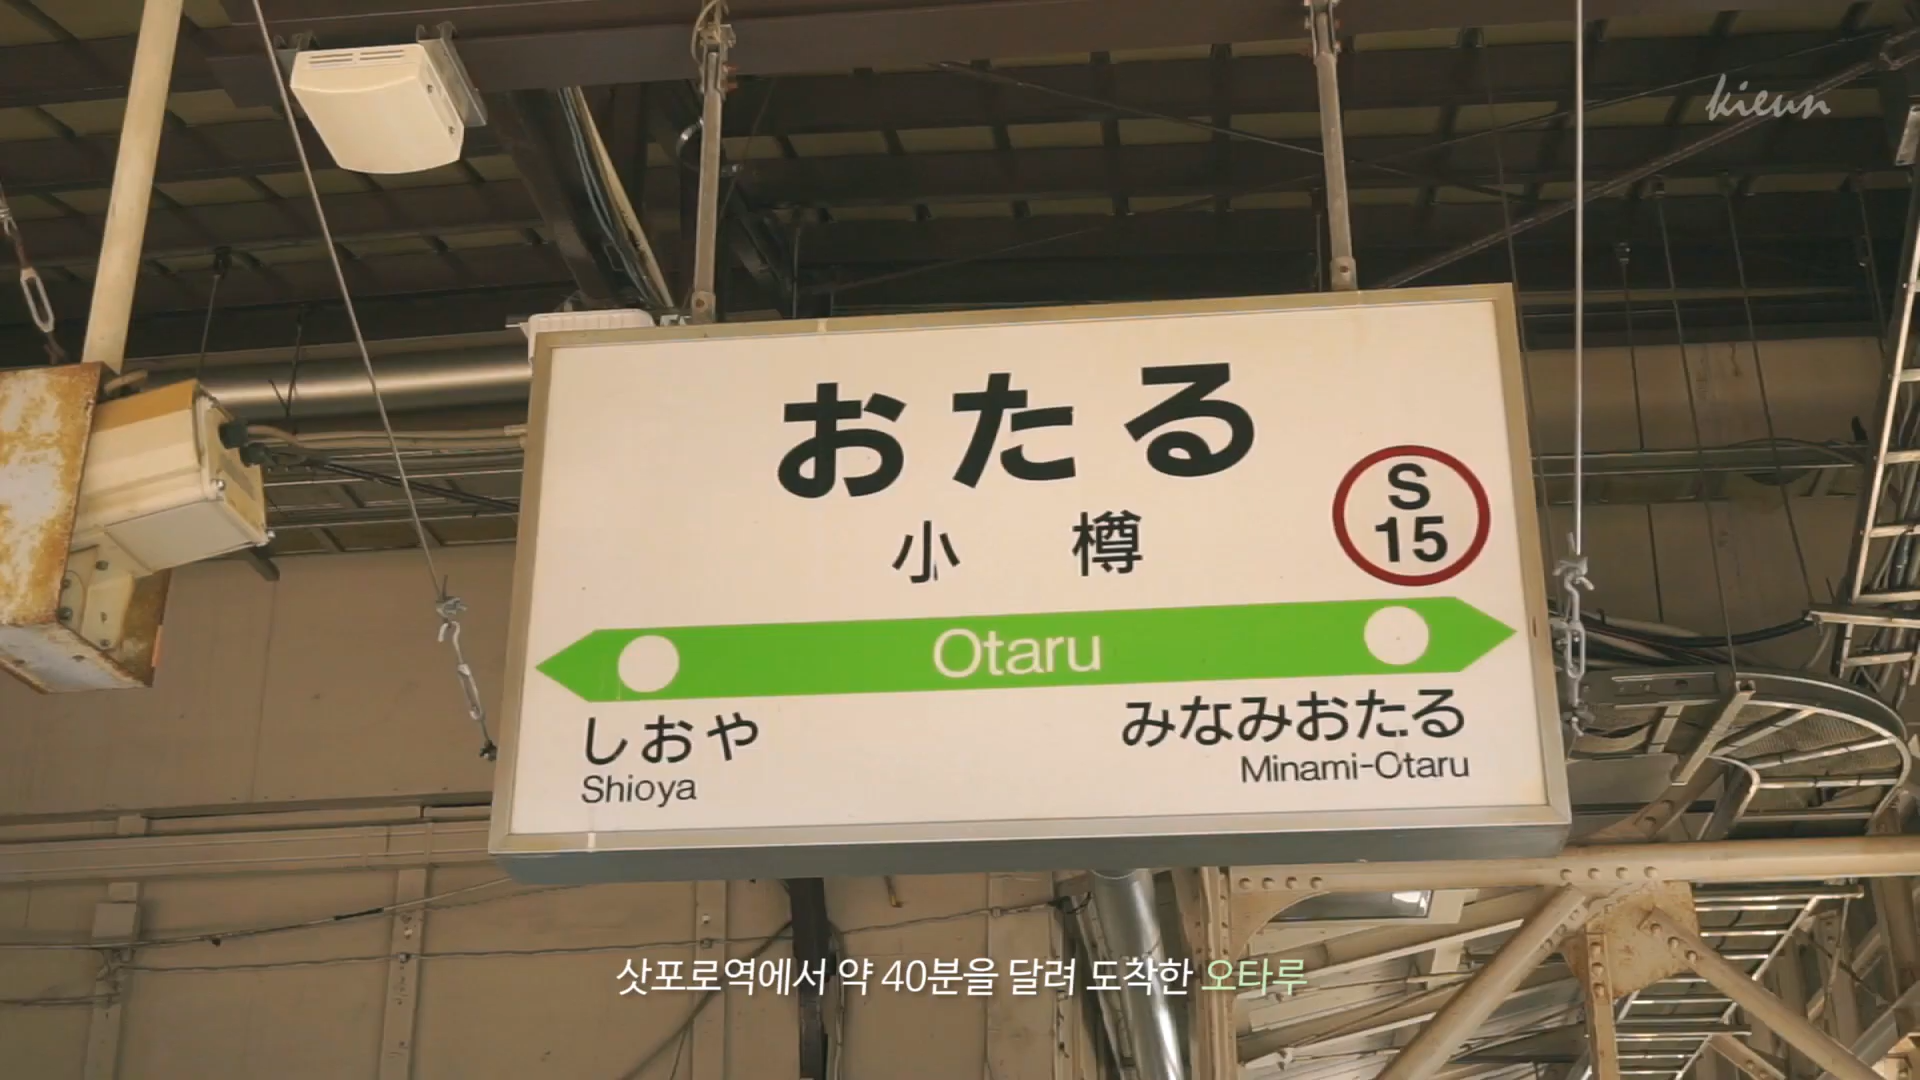 kieun
おたる
小樽
S
15
Otaru
しおや
みなみおたる
Shioya
Minami-Otaru
삿포로역에서 약 40분을 달려 도착한 오타루